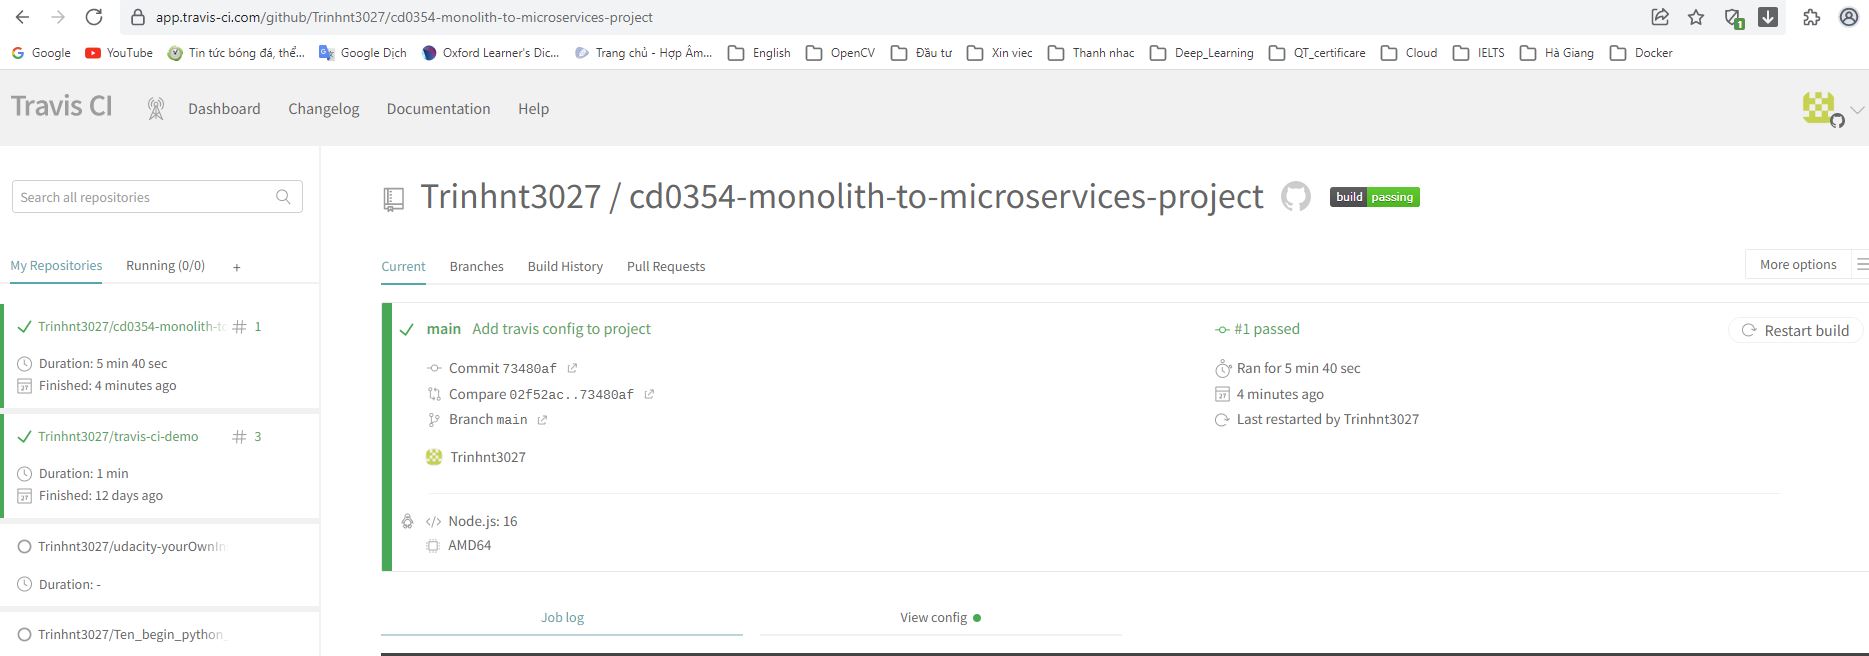 app.travis-ci.com/github/Trinhnt3027/cd0354-monolith-to-microservices-project
1
Google YouTube Tin tức bóng đá, thể... Google Dịch Oxford Learner's Dic... Trang chủ - Hợp Âm... English OpenCV Đầu tư Xin viec Thanh nhac Deep_Learning QT_certificare Cloud IELTS Hà Giang Docker
Travis CI Dashboard Changelog Documentation Help
Search all repositories
My Repositories Running (0/0) +
Trinhnt3027/cd0354-monolith-to # 1
Duration: 5 min 40 sec
Finished: 4 minutes ago
Trinhnt3027/travis-ci-demo # 3
Duration: 1 min
Finished: 12 days ago
Trinhnt3027/udacity-yourOwnIn
Duration: -
Trinhnt3027/Ten_begin_python_
Trinhnt3027 / cd0354-monolith-to-microservices-project build passing
Current Branches Build History Pull Requests More options
main Add travis config to project #1 passed Restart build
Commit 73480af Ran for 5 min 40 sec
Compare 02f52ac..73480af 4 minutes ago
Branch main Last restarted by Trinhnt3027
Trinhnt3027
Node.js: 16
AMD64
Job log View config